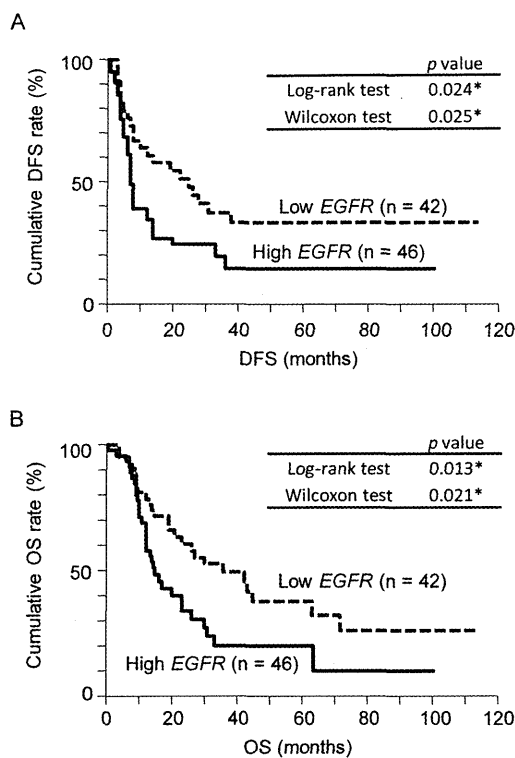 A
p value
Log-rank test 0.024*
Wilcoxon test 0.025*
Cumulative DFS rate (%)
100
50
0
Low EGFR (n = 42)
High EGFR (n = 46)
0 20 40 60 80 100 120
DFS (months)
B
p value
Log-rank test 0.013*
Wilcoxon test 0.021*
Cumulative OS rate (%)
100
50
0
Low EGFR (n = 42)
High EGFR (n = 46)
0 20 40 60 80 100 120
OS (months)